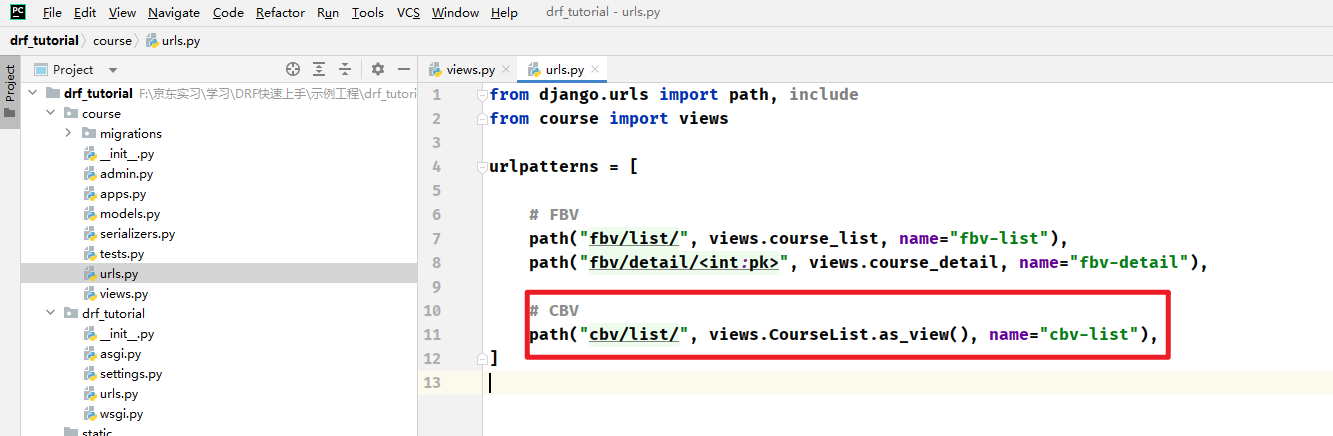 PC File Edit View Navigate Code Refactor Run Tools VCS Window Help drf_tutorial - urls.py
drf_tutorial course urls.py
Project
Project
views.py urls.py
drf_tutorial F:\京东实习\学习\DRF快速上手\示例工程\drf_tutori
course
migrations
__init__.py
admin.py
apps.py
models.py
serializers.py
tests.py
urls.py
views.py
drf_tutorial
__init__.py
asgi.py
settings.py
urls.py
wsgi.py
static
1 from django.urls import path, include
2 from course import views
3
4 urlpatterns = [
5
6 # FBV
7 path("fbv/list/", views.course_list, name="fbv-list"),
8 path("fbv/detail/<int:pk>", views.course_detail, name="fbv-detail"),
9
10 # CBV
11 path("cbv/list/", views.CourseList.as_view(), name="cbv-list"),
12 ]
13